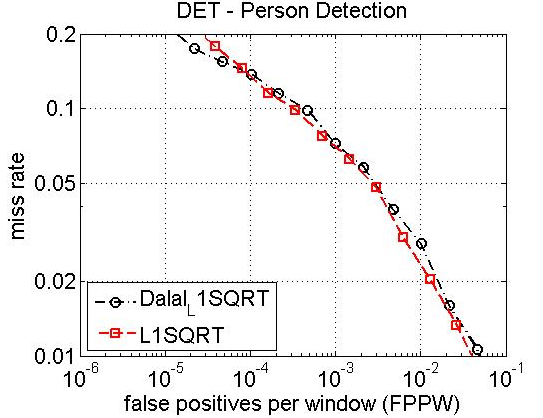 DET - Person Detection
miss rate
0.2
0.1
0.05
0.02
0.01
Dalal_L1SQRT
L1SQRT
10^-6 10^-5 10^-4 10^-3 10^-2 10^-1
false positives per window (FPPW)